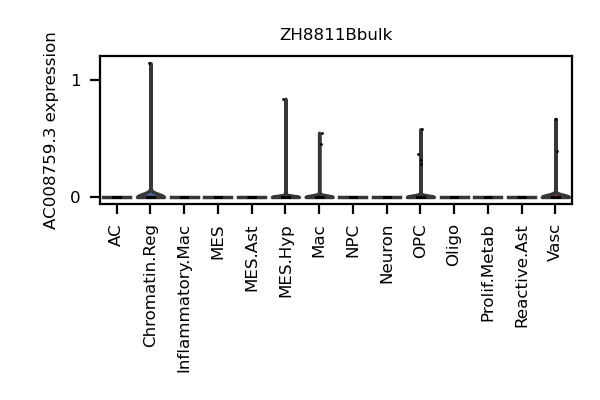 ZH8811Bbulk
AC008759.3 expression
1
0
AC
Chromatin.Reg
Inflammatory.Mac
MES
MES.Ast
MES.Hyp
Mac
NPC
Neuron
OPC
Oligo
Prolif.Metab
Reactive.Ast
Vasc